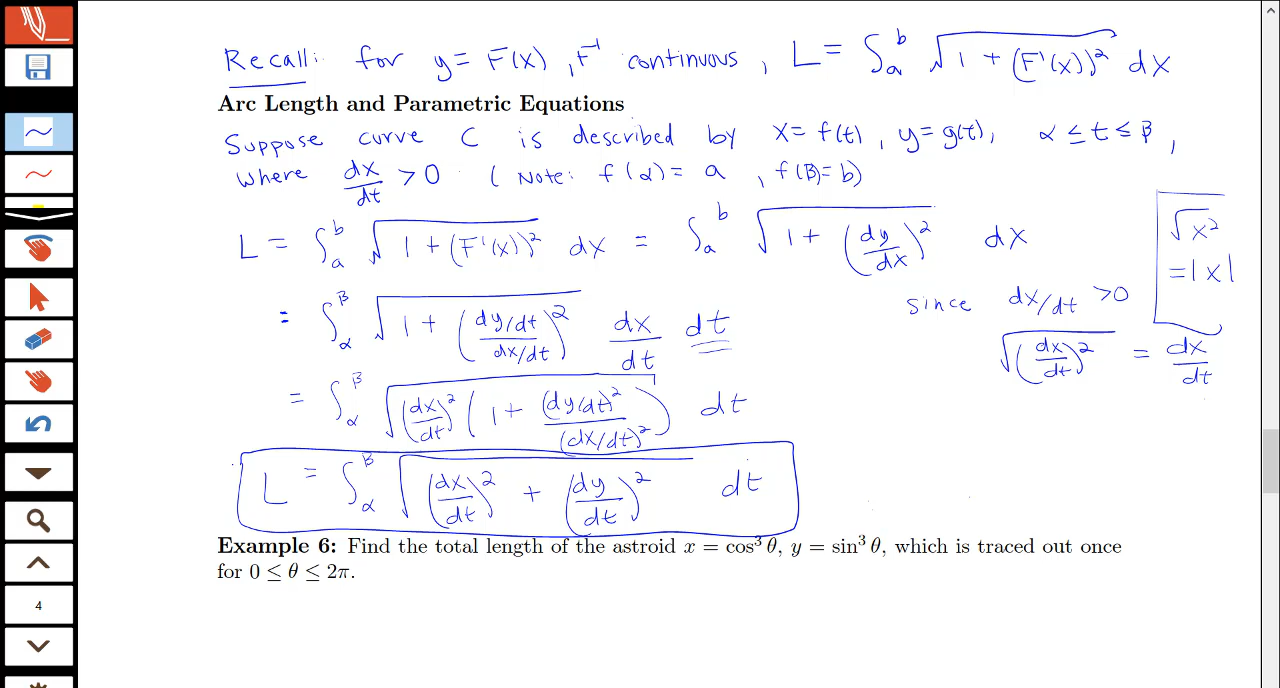 Recall: for y = F(x), F' continuous, L = ∫_a^b √(1 + (F'(x))²) dx
Arc Length and Parametric Equations
Suppose curve C is described by x = f(t), y = g(t), α ≤ t ≤ β,
where dx/dt > 0 (Note: f(α) = a, f(β) = b)
L = ∫_a^b √(1 + (F'(x))²) dx = ∫_a^b √(1 + (dy/dx)²) dx
√x²
= |x|
= ∫_α^β √(1 + ((dy/dt)/(dx/dt))²) dx/dt dt
since dx/dt > 0
√((dx/dt)²) = dx/dt
= ∫_α^β √((dx/dt)² (1 + (dy/dt)²/(dx/dt)²)) dt
L = ∫_α^β √((dx/dt)² + (dy/dt)²) dt
Example 6: Find the total length of the astroid x = cos³ θ, y = sin³ θ, which is traced out once
for 0 ≤ θ ≤ 2π.
4